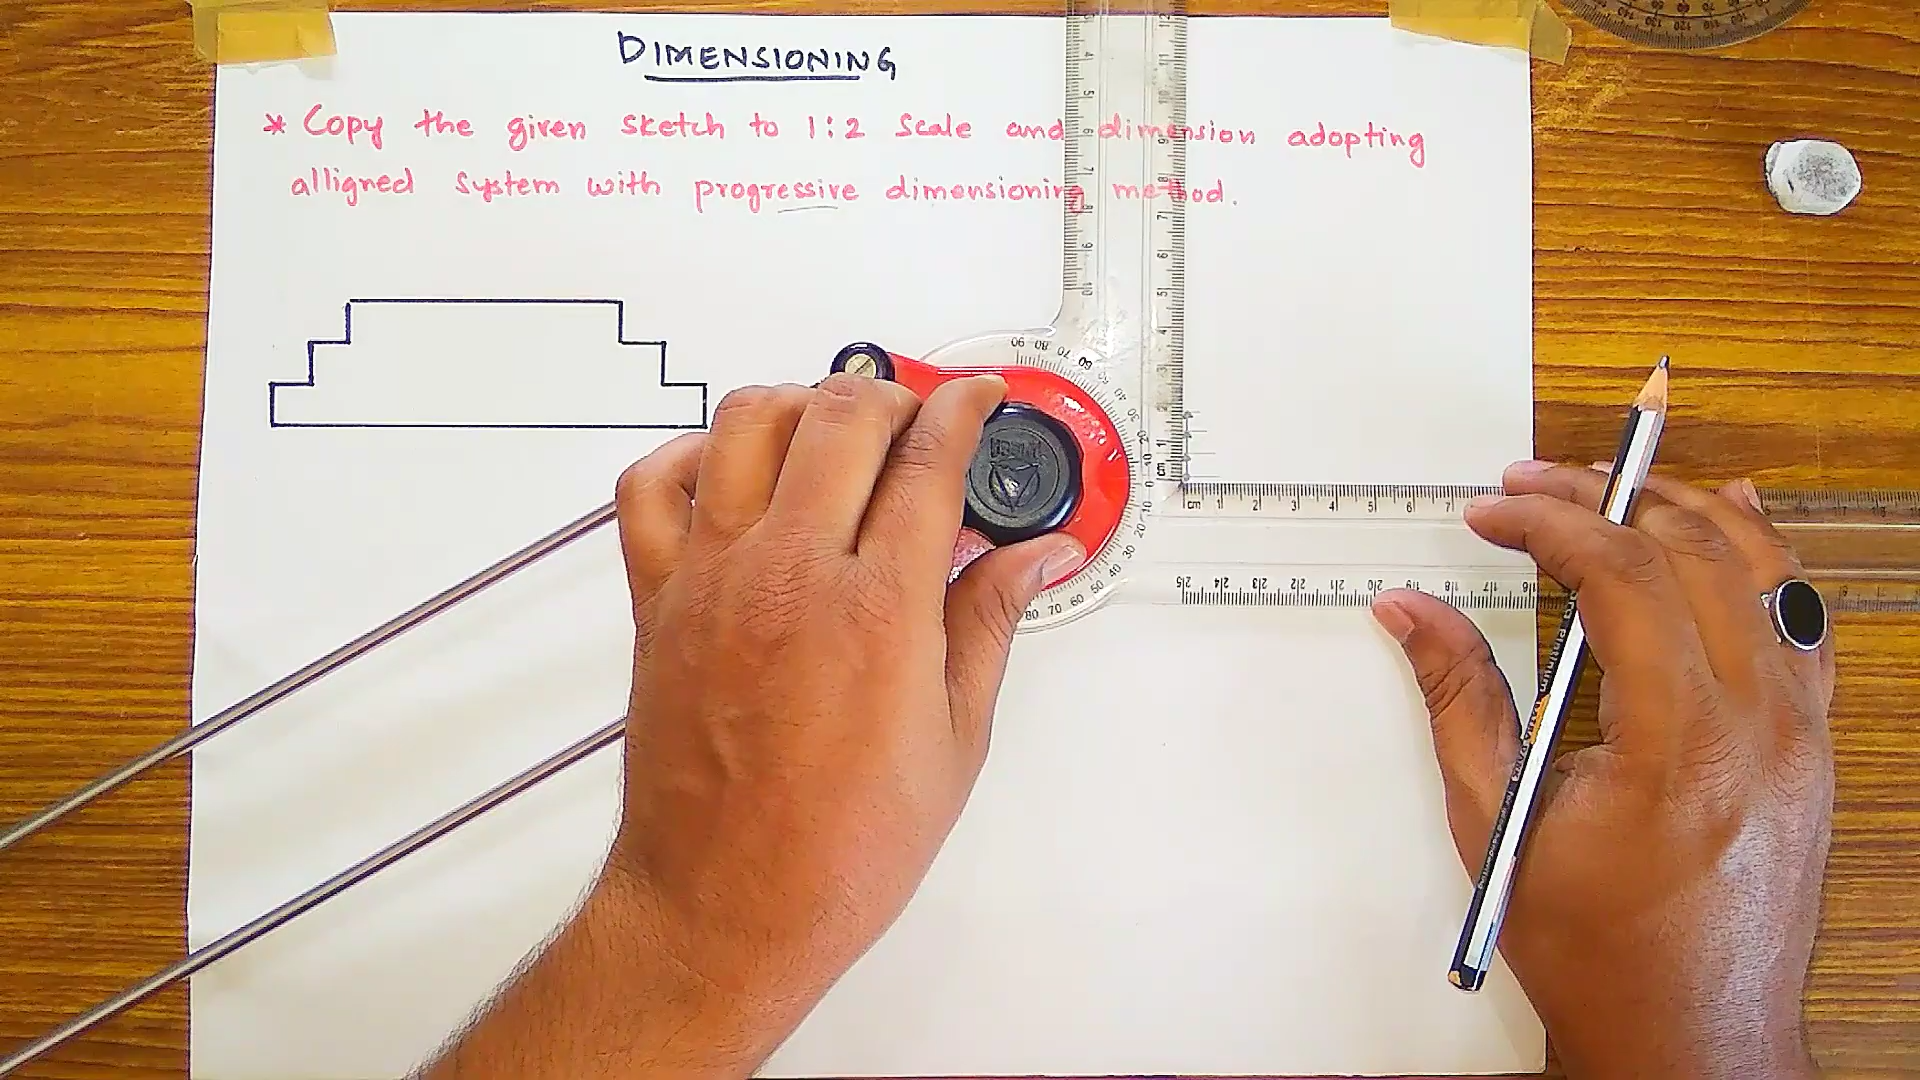 DIMENSIONING
* Copy the given sketch to 1:2 Scale and dimension adopting
alligned system with progressive dimensioning method.